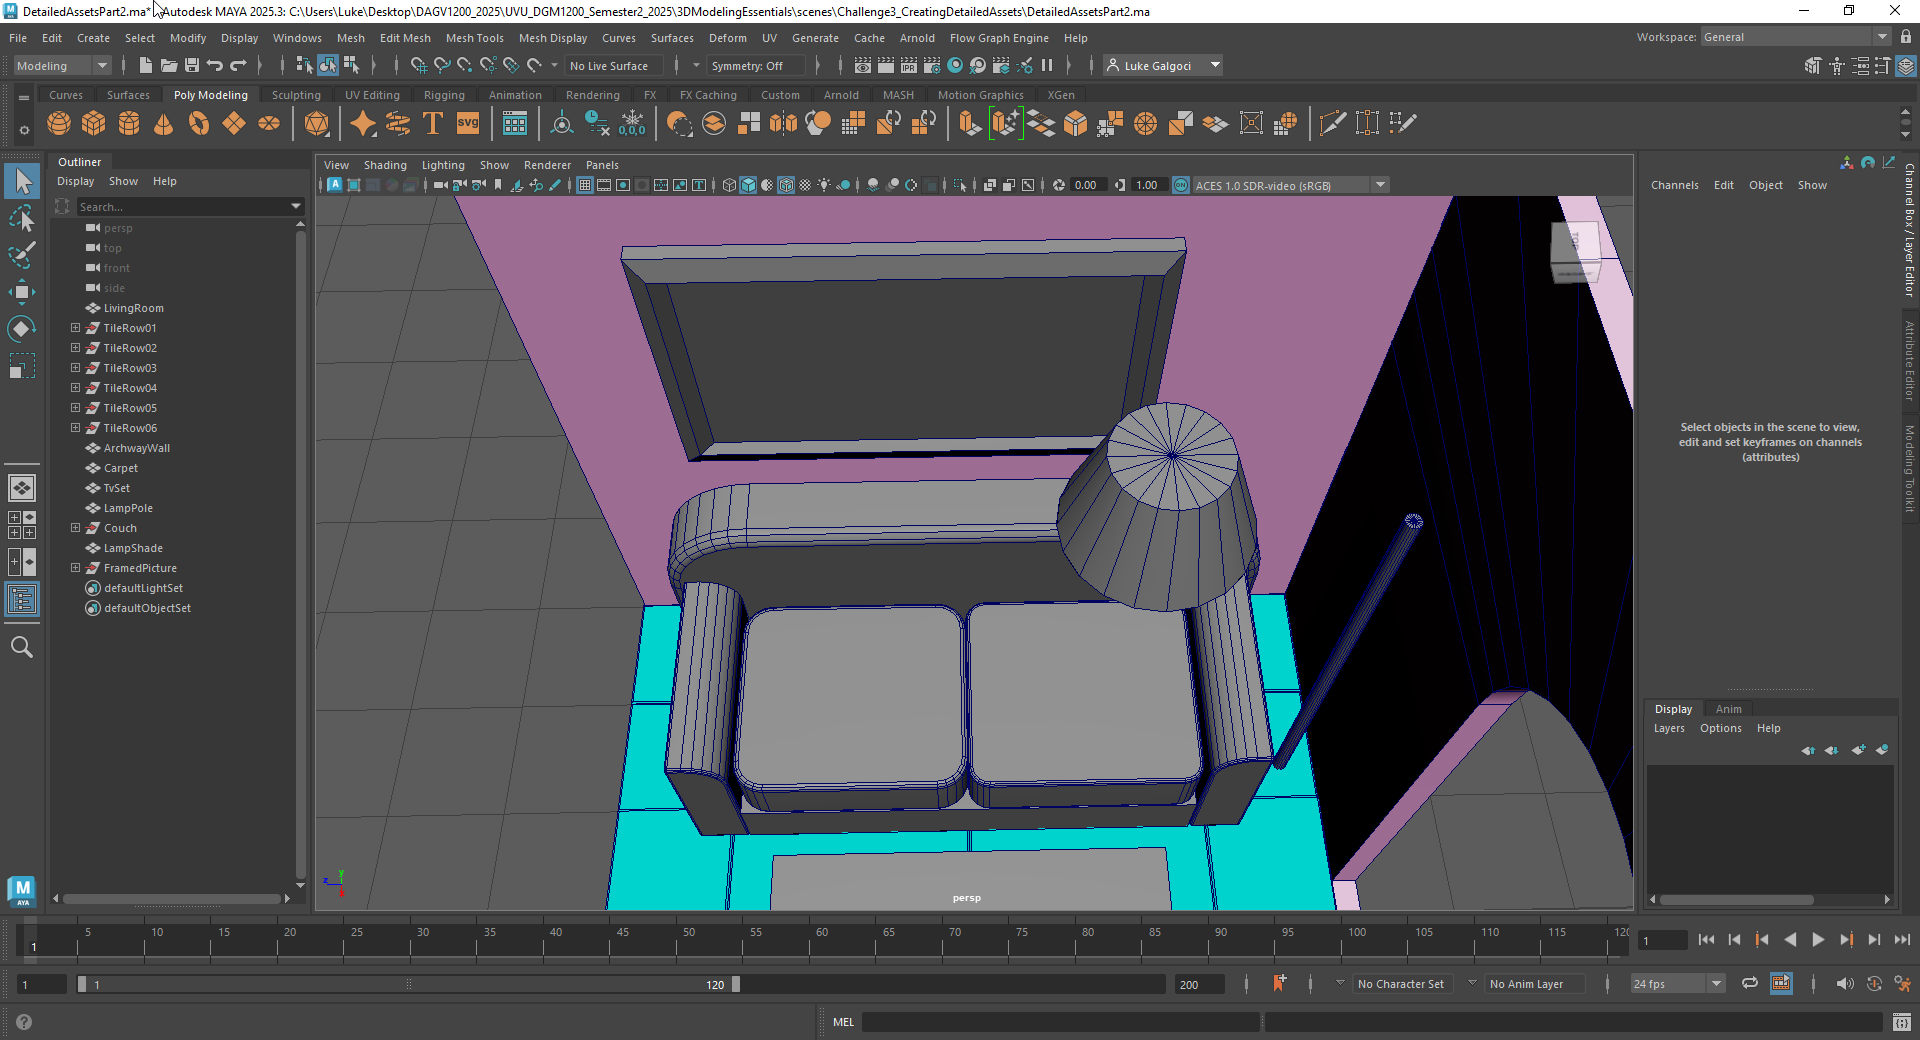 DetailedAssetsPart2.ma* - Autodesk MAYA 2025.3: C:\Users\Luke\Desktop\DAGV1200_2025\UVU_DGM1200_Semester2_2025\3DModelingEssentials\scenes\Challenge3_CreatingDetailedAssets\DetailedAssetsPart2.ma
File Edit Create Select Modify Display Windows Mesh Edit Mesh Mesh Tools Mesh Display Curves Surfaces Deform UV Generate Cache Arnold Flow Graph Engine Help
Workspace: General
Modeling
No Live Surface
Symmetry: Off
Luke Galgoci
Curves Surfaces Poly Modeling Sculpting UV Editing Rigging Animation Rendering FX FX Caching Custom Arnold MASH Motion Graphics XGen
Outliner
Display Show Help
Search...
persp
top
front
side
LivingRoom
TileRow01
TileRow02
TileRow03
TileRow04
TileRow05
TileRow06
ArchwayWall
Carpet
TvSet
LampPole
Couch
LampShade
FramedPicture
defaultLightSet
defaultObjectSet
View Shading Lighting Show Renderer Panels
0.00 1.00 ACES 1.0 SDR-video (sRGB)
TOP
persp
Channels Edit Object Show
Select objects in the scene to view,
edit and set keyframes on channels
(attributes)
Channel Box / Layer Editor
Attribute Editor
Modeling Toolkit
Display Anim
Layers Options Help
5 10 15 20 25 30 35 40 45 50 55 60 65 70 75 80 85 90 95 100 105 110 115 120
1
1
1 1 120 200
No Character Set
No Anim Layer
24 fps
MEL